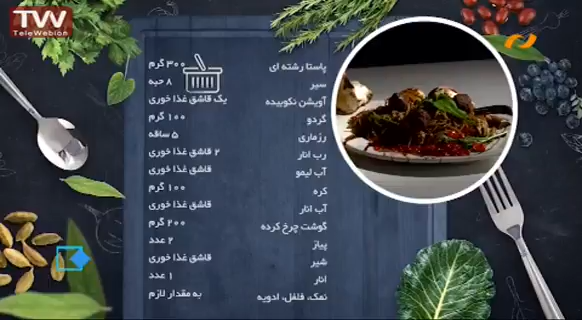 TW
TeleWebion
پاستا رشته ای ۳۰۰ گرم
سیر ۸ حبه
آویشن نکوبیده یک قاشق غذا خوری
گردو ۱۰۰ گرم
رزماری ۵ ساقه
رب انار ۲ قاشق غذا خوری
آب لیمو قاشق غذا خوری
کره ۱۰۰ گرم
آب انار قاشق غذا خوری
گوشت چرخ کرده ۲۰۰ گرم
پیاز ۲ عدد
شیر قاشق غذا خوری
انار ۱ عدد
نمک، فلفل، ادویه به مقدار لازم